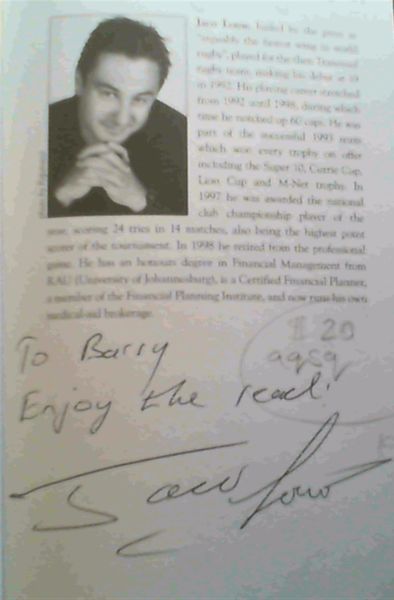 Jaco Louw, hailed by the press as
"arguably the fastest wing in world
rugby", played for the then Transvaal
rugby team, making his debut at 19
in 1992. His playing career stretched
from 1992 until 1998, during which
time he notched up 60 caps. He was
part of the successful 1993 team
which won every trophy on offer
including the Super 10, Currie Cup,
Lion Cup and M-Net trophy. In
1997 he was awarded the national
club championship player of the
year, scoring 24 tries in 14 matches, also being the highest point
scorer of the tournament. In 1998 he retired from the professional
game. He has an honours degree in Financial Management from
RAU (University of Johannesburg), is a Certified Financial Planner,
a member of the Financial Planning Institute, and now runs his own
medical-aid brokerage.
20
To Barry
Enjoy the read!
Jaco Louw